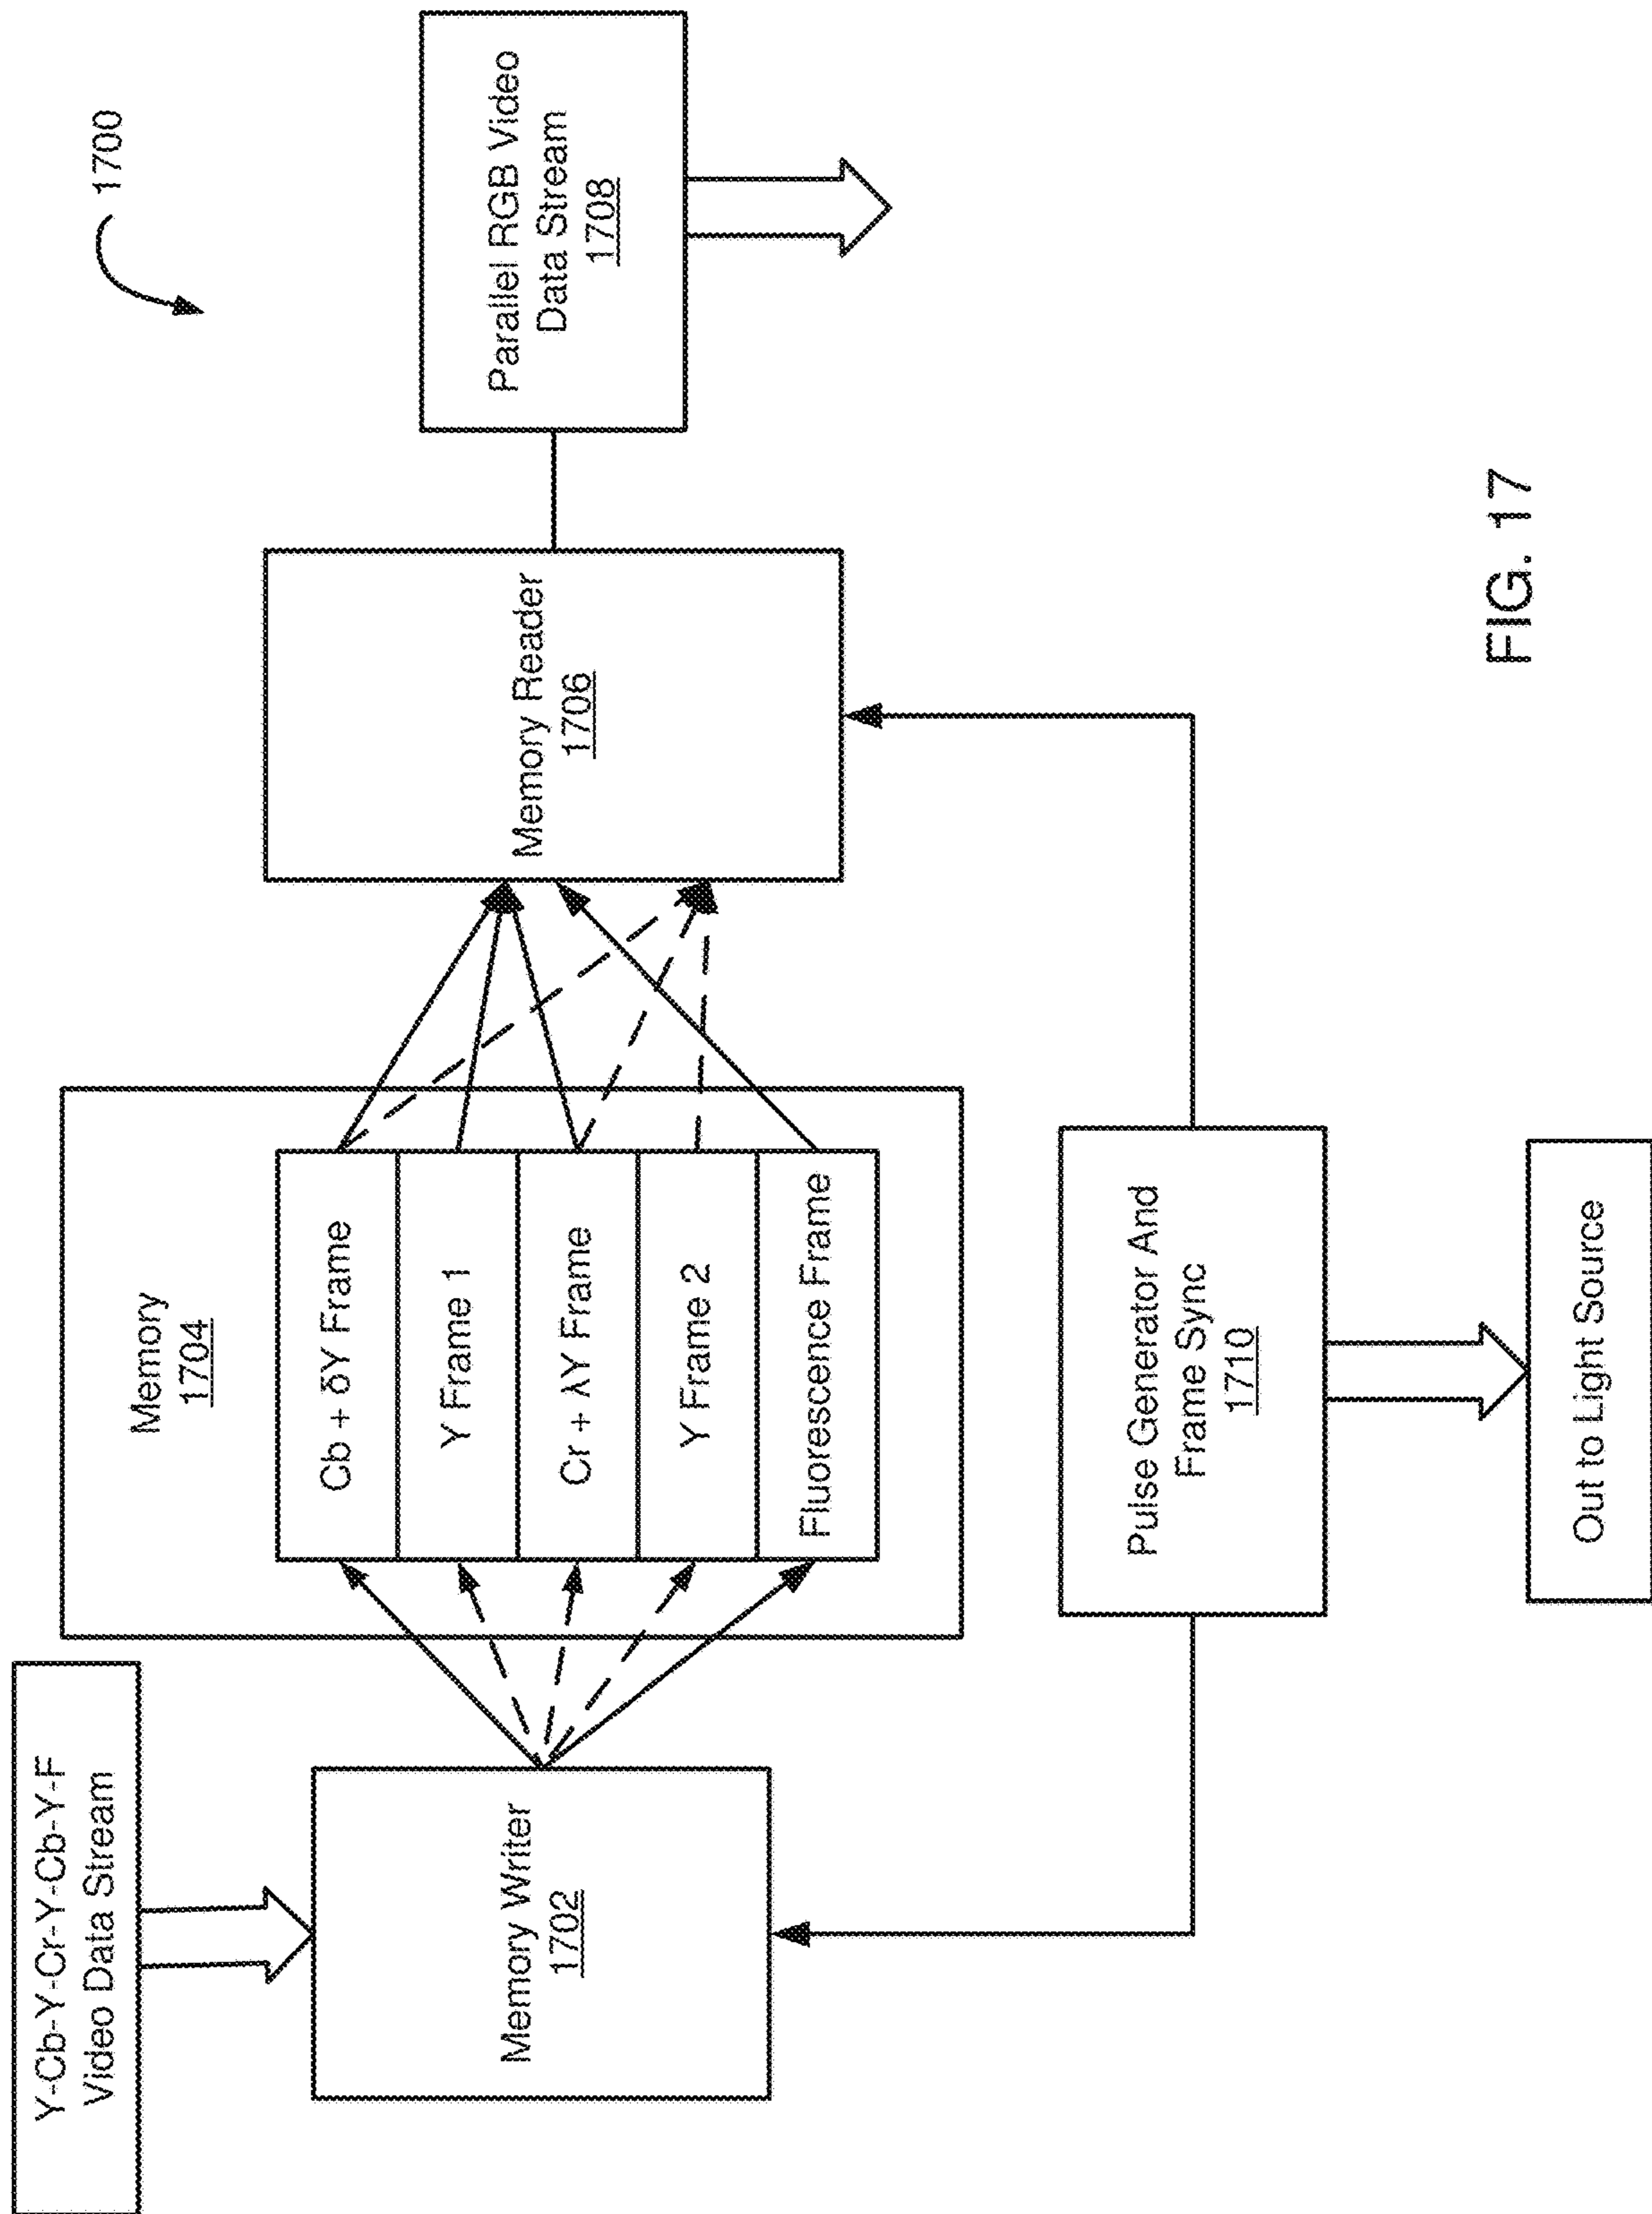 1700
Y-Cb-Y-Cr-Y-Cb-Y-F
Video Data Stream
Memory Writer
1702
Memory
1704
Cb + δY Frame
Y Frame 1
Cr + λY Frame
Y Frame 2
Fluorescence Frame
Memory Reader
1706
Parallel RGB Video
Data Stream
1708
Pulse Generator And
Frame Sync
1710
Out to Light Source
FIG. 17